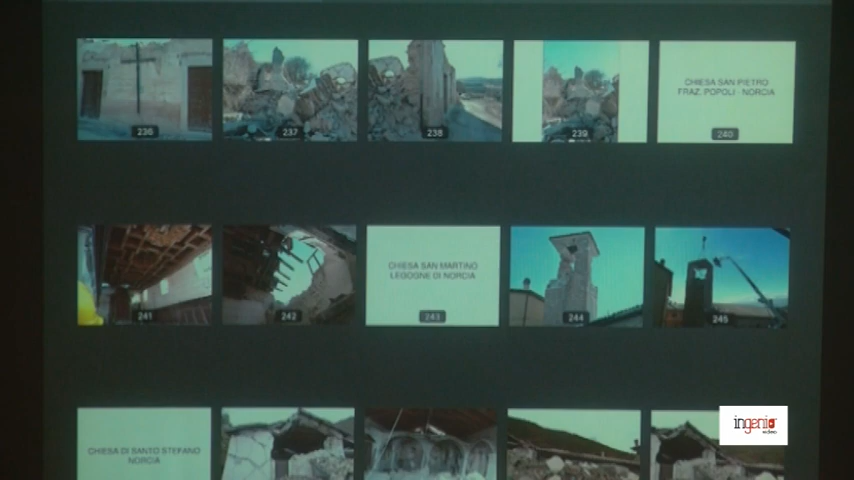 236
237
238
239
CHIESA SAN PIETRO
FRAZ. POPOLI - NORCIA
240
241
242
CHIESA SAN MARTINO
LEGOGNE DI NORCIA
243
244
245
CHIESA DI SANTO STEFANO
NORCIA
ingenio